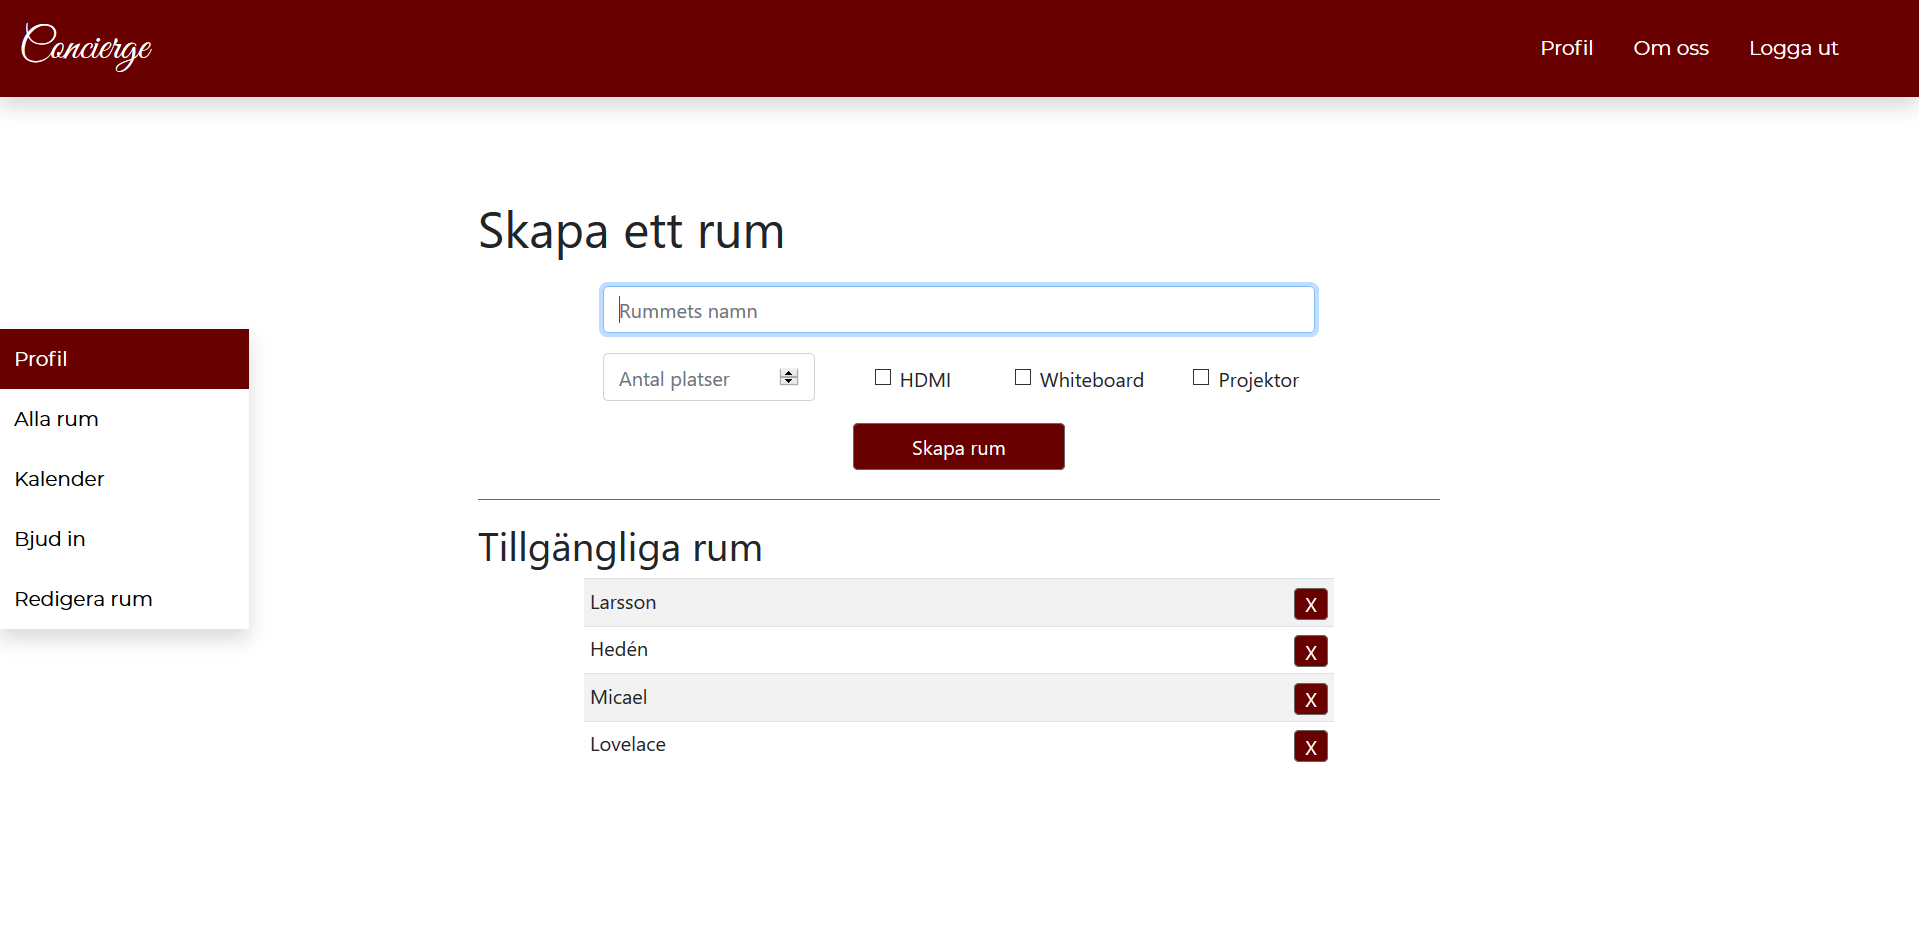 Concierge
Profil Om oss Logga ut
Skapa ett rum
Rummets namn
Antal platser HDMI Whiteboard Projektor
Skapa rum
Profil
Alla rum
Kalender
Bjud in
Redigera rum
Tillgängliga rum
Larsson X
Hedén X
Micael X
Lovelace X